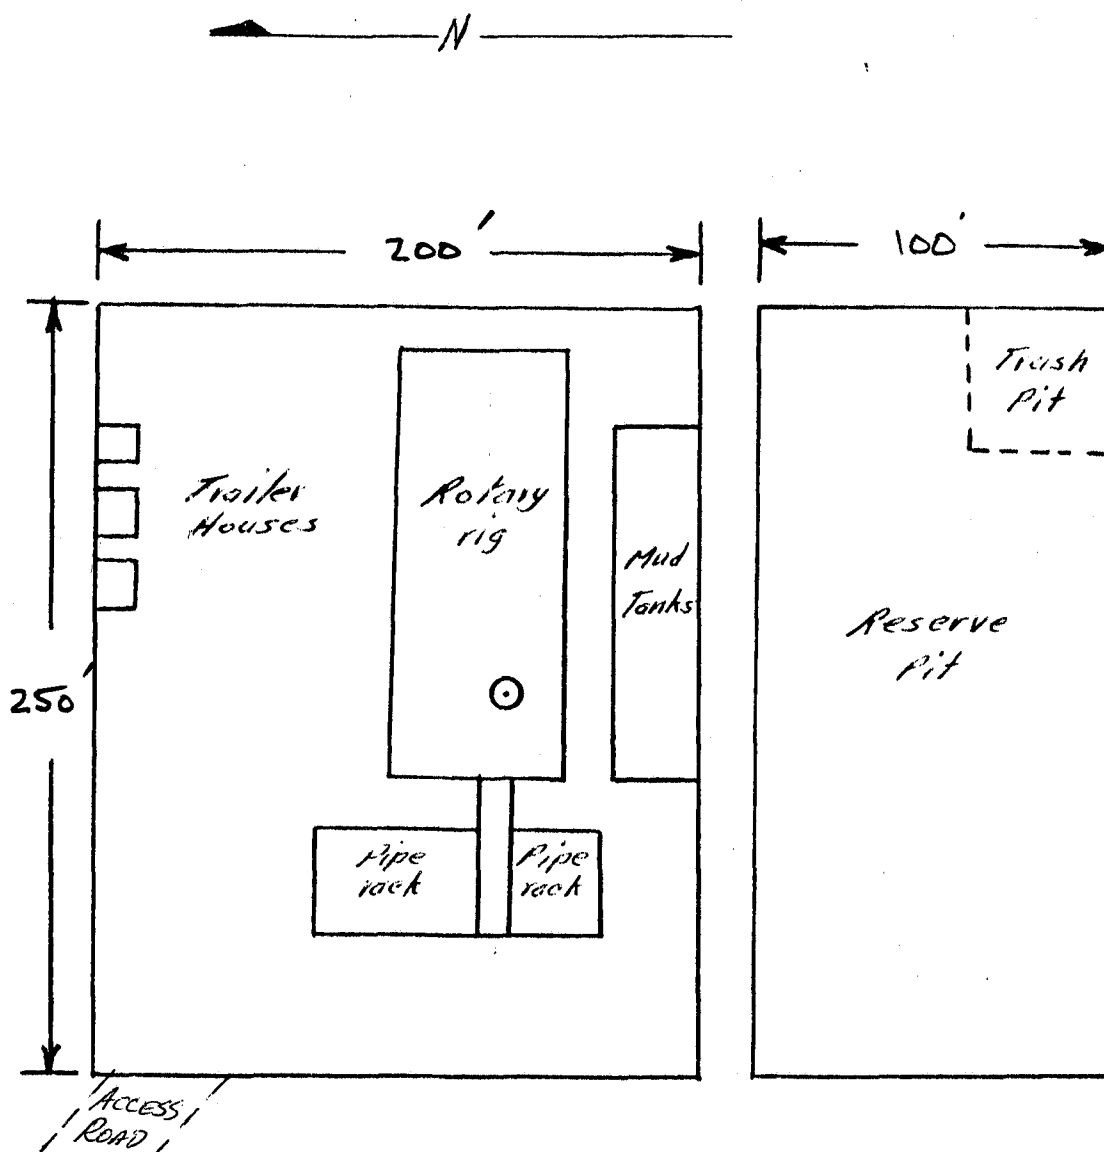 N
200'
100'
Trash
Pit
Trailer
Houses
Rotary
rig
Mud
Tanks
Reserve
Pit
250'
Pipe
rack
Pipe
rack
ACCESS
ROAD